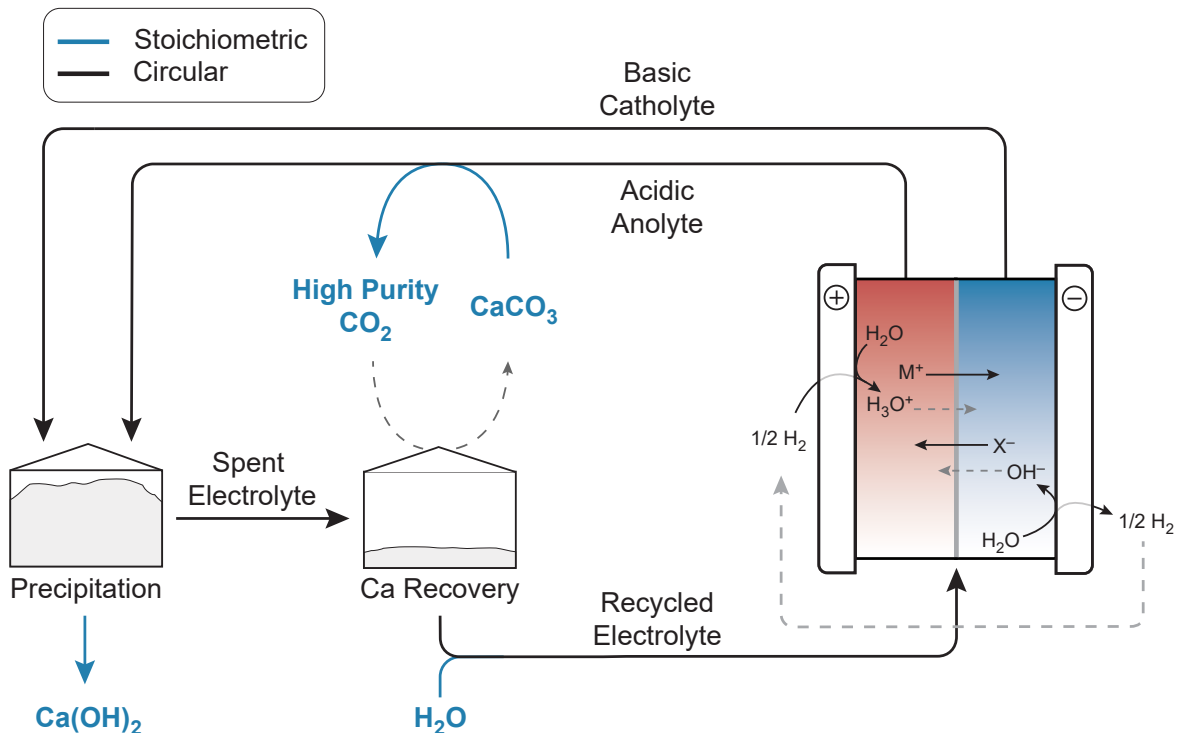 Stoichiometric
Circular
Basic
Catholyte
Acidic
Anolyte
High Purity
CO₂
CaCO₃
+
−
H₂O
M⁺
H₃O⁺
1/2 H₂
X⁻
OH⁻
H₂O
1/2 H₂
Spent
Electrolyte
Precipitation
Ca Recovery
Recycled
Electrolyte
Ca(OH)₂
H₂O